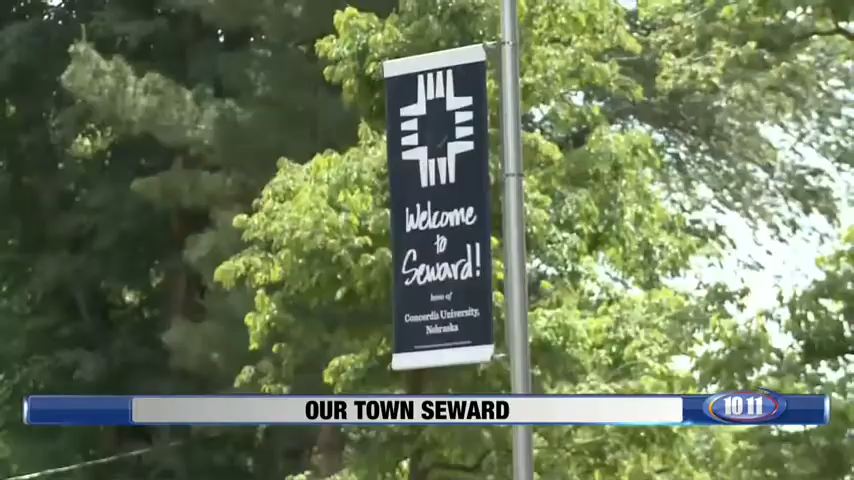 Welcome
to
Seward!
home of
Concordia University,
Nebraska
OUR TOWN SEWARD
10 11